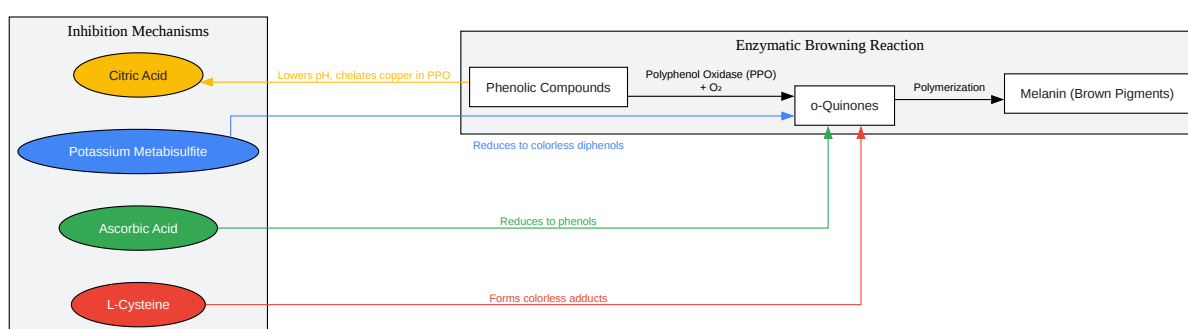 Inhibition Mechanisms
Citric Acid
Potassium Metabisulfite
Ascorbic Acid
L-Cysteine
Lowers pH, chelates copper in PPO
Reduces to colorless diphenols
Reduces to phenols
Forms colorless adducts
Enzymatic Browning Reaction
Phenolic Compounds
Polyphenol Oxidase (PPO)
+ O₂
o-Quinones
Polymerization
Melanin (Brown Pigments)